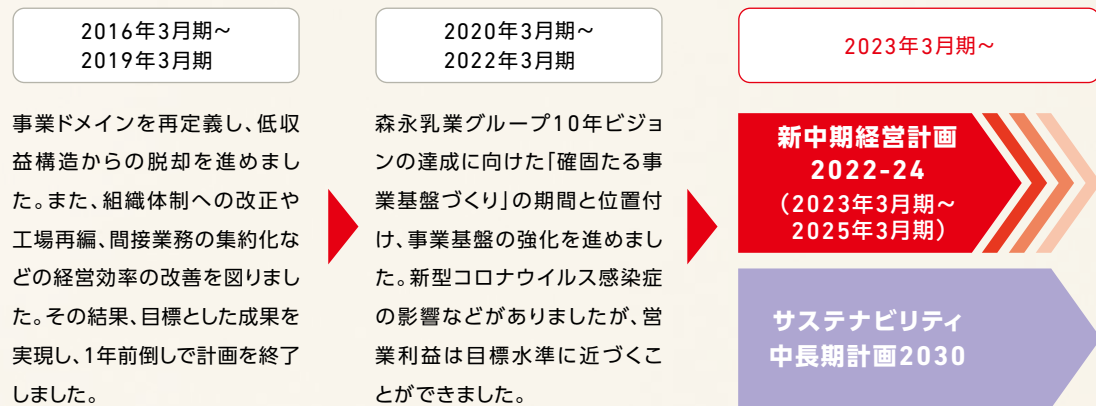 2016年3月期~
2019年3月期
事業ドメインを再定義し、低収
益構造からの脱却を進めまし
た。また、組織体制への改正や
工場再編、間接業務の集約化な
どの経営効率の改善を図りまし
た。その結果、目標とした成果を
実現し、1年前倒しで計画を終了
しました。
2020年3月期~
2022年3月期
森永乳業グループ10年ビジョ
ンの達成に向けた「確固たる事
業基盤づくり」の期間と位置付
け、事業基盤の強化を進めまし
た。新型コロナウイルス感染症
の影響などがありましたが、営
業利益は目標水準に近づくこ
とができました。
2023年3月期~
新中期経営計画
2022-24
(2023年3月期~
2025年3月期)
サステナビリティ
中長期計画2030